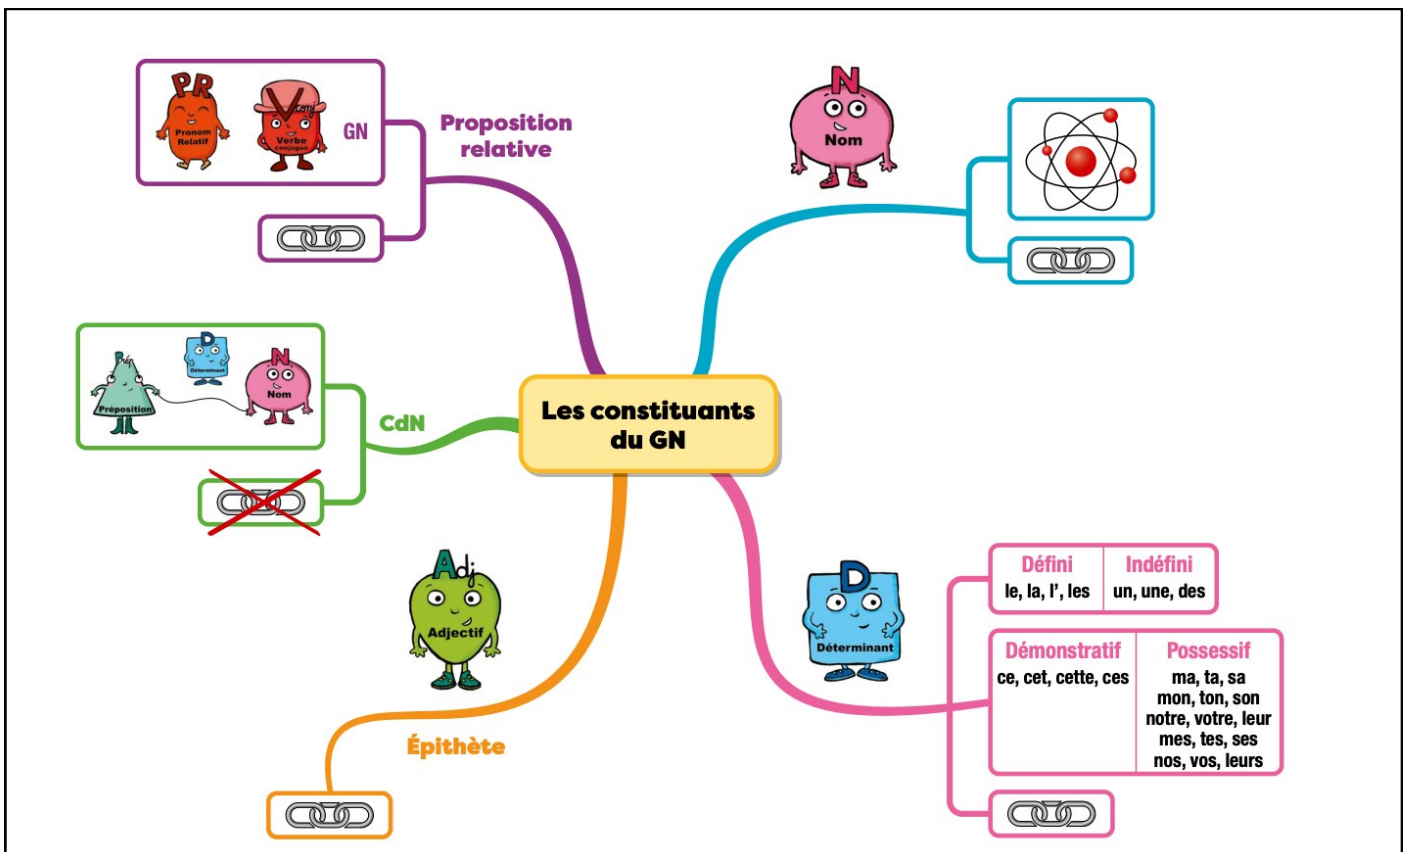 PR
Pronom
Relatif
V conj
Verbe
conjugué
GN
Proposition
relative
N
Nom
Prép
Préposition
D
Déterminant
N
Nom
CdN
Les constituants
du GN
Adj
Adjectif
Épithète
D
Déterminant
Défini
le, la, l’, les
Indéfini
un, une, des
Démonstratif
ce, cet, cette, ces
Possessif
ma, ta, sa
mon, ton, son
notre, votre, leur
mes, tes, ses
nos, vos, leurs